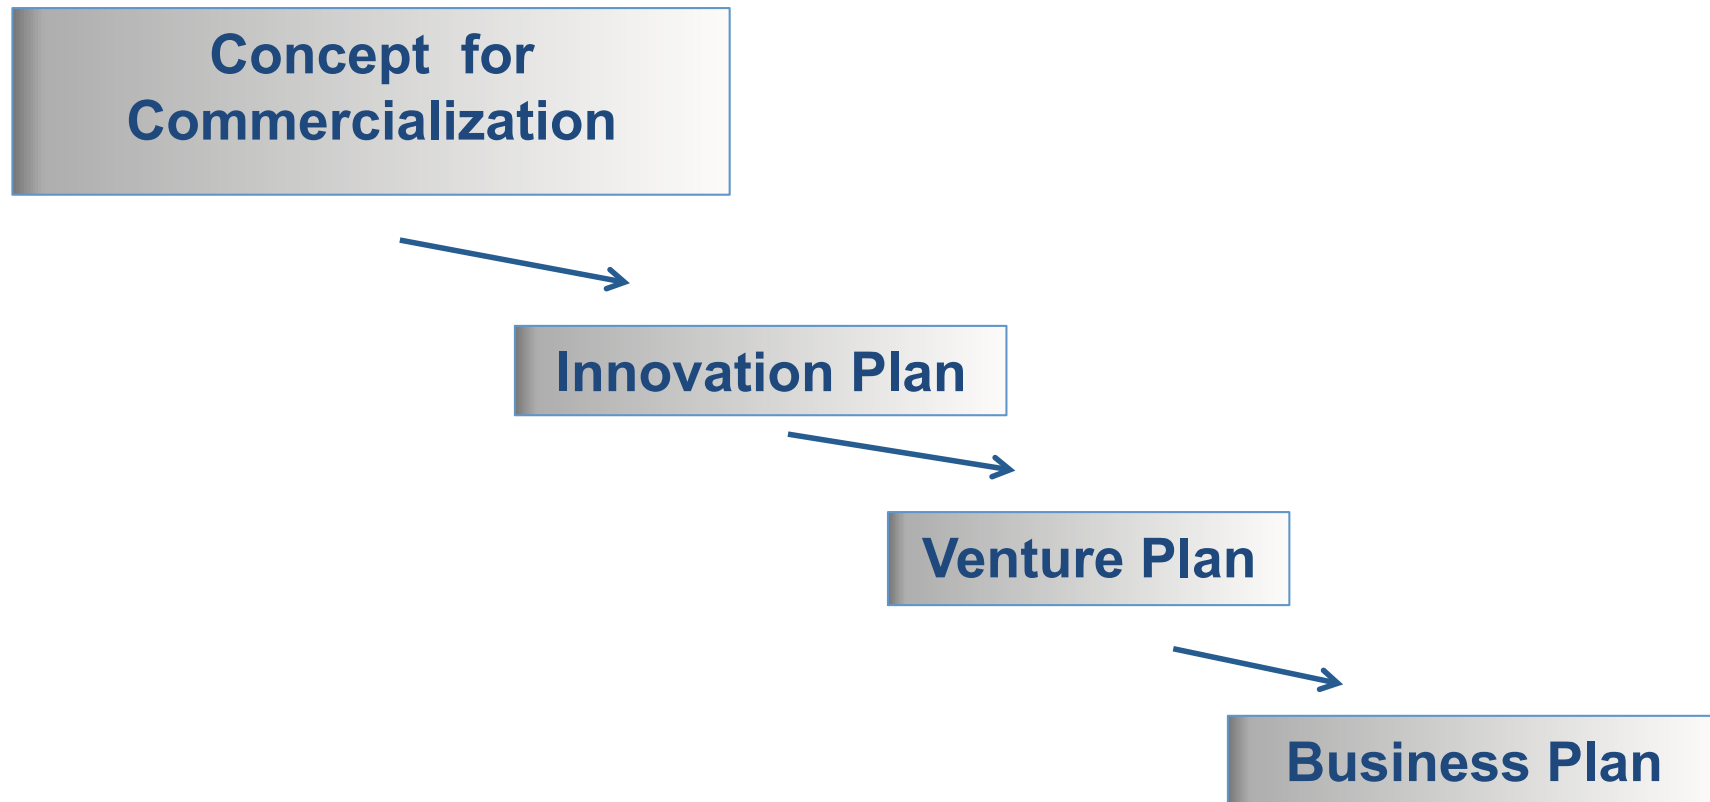 Concept for
Commercialization
Innovation Plan
Venture Plan
Business Plan